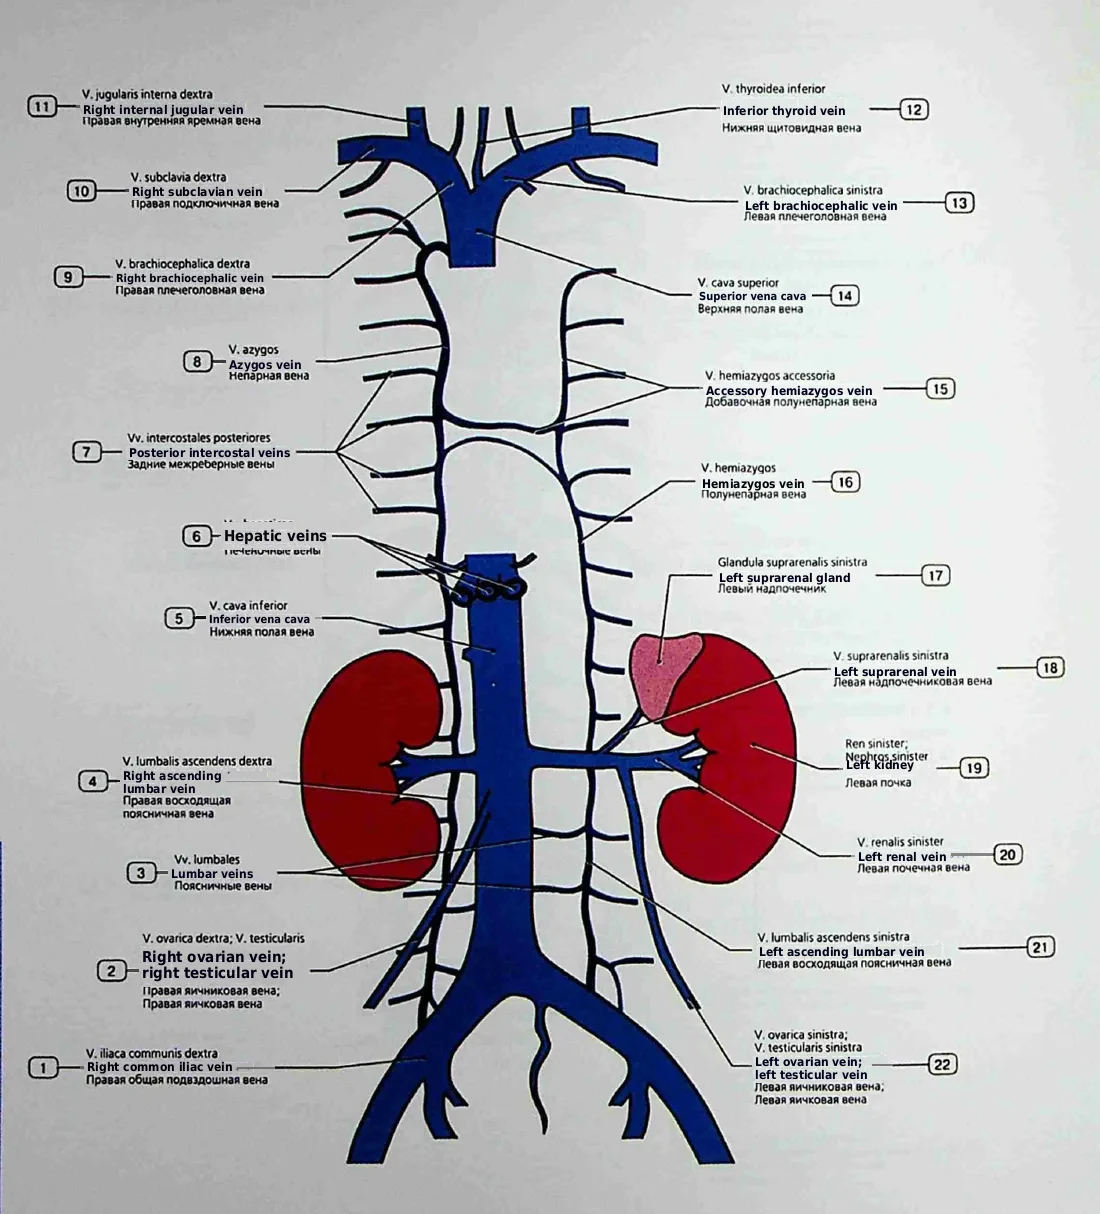 11
V. jugularis interna dextra
Right internal jugular vein
Правая внутренняя яремная вена
10
V. subclavia dextra
Right subclavian vein
Правая подключичная вена
9
V. brachiocephalica dextra
Right brachiocephalic vein
Правая плечеголовная вена
8
V. azygos
Azygos vein
Непарная вена
7
Vv. intercostales posteriores
Posterior intercostal veins
Задние межреберные вены
6
Hepatic veins
Печеночные вены
5
V. cava inferior
Inferior vena cava
Нижняя полая вена
4
V. lumbalis ascendens dextra
Right ascending
lumbar vein
Правая восходящая
поясничная вена
3
Vv. lumbales
Lumbar veins
Поясничные вены
2
V. ovarica dextra; V. testicularis
Right ovarian vein;
right testicular vein
Правая яичниковая вена;
Правая яичковая вена
1
V. iliaca communis dextra
Right common iliac vein
Правая общая подвздошная вена
V. thyroidea inferior
Inferior thyroid vein
12
Нижняя щитовидная вена
V. brachiocephalica sinistra
Left brachiocephalic vein
13
Левая плечеголовная вена
V. cava superior
Superior vena cava
14
Верхняя полая вена
V. hemiazygos accessoria
Accessory hemiazygos vein
15
Добавочная полунепарная вена
V. hemiazygos
Hemiazygos vein
16
Полунепарная вена
Glandula suprarenalis sinistra
Left suprarenal gland
17
Левый надпочечник
V. suprarenalis sinistra
Left suprarenal vein
18
Левая надпочечниковая вена
Ren sinister;
Nephros sinister
Left kidney
19
Левая почка
V. renalis sinister
Left renal vein
20
Левая почечная вена
V. lumbalis ascendens sinistra
Left ascending lumbar vein
21
Левая восходящая поясничная вена
V. ovarica sinistra;
V. testicularis sinistra
Left ovarian vein;
left testicular vein
22
Левая яичниковая вена;
Левая яичковая вена